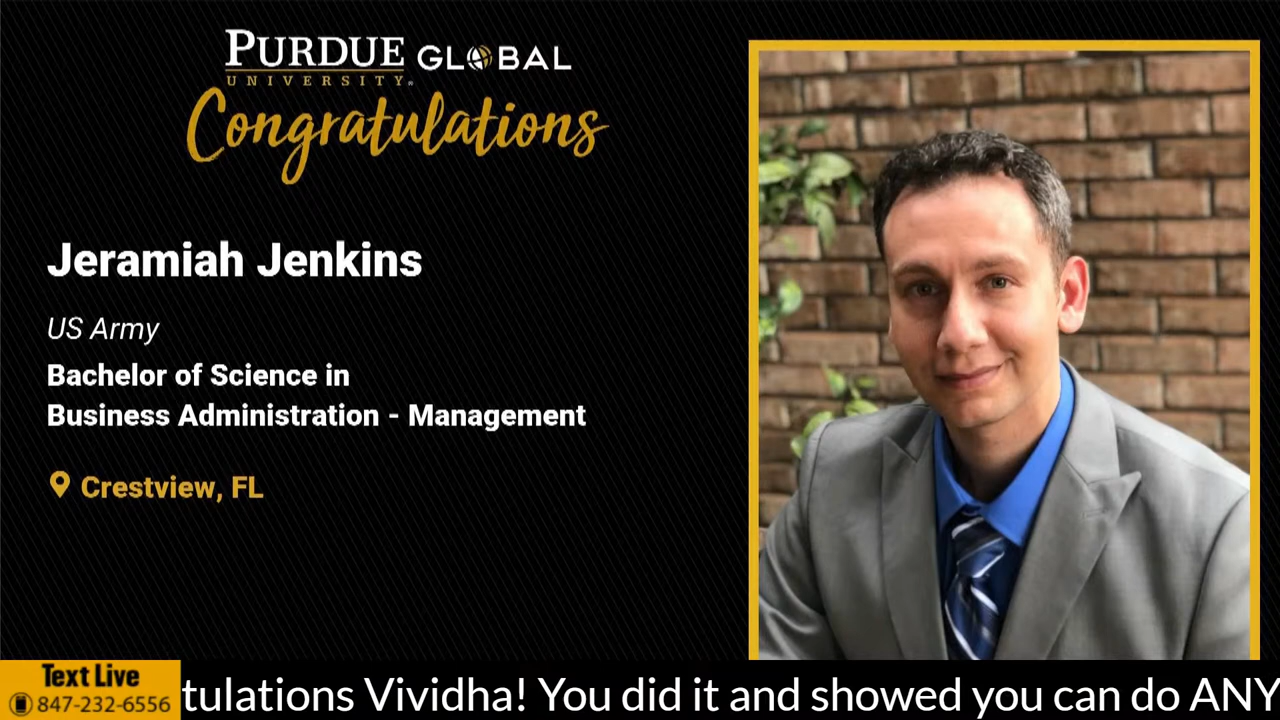 PURDUE GLOBAL
UNIVERSITY®
Congratulations
Jeramiah Jenkins
US Army
Bachelor of Science in
Business Administration - Management
Crestview, FL
Text Live
847-232-6556
tulations Vividha! You did it and showed you can do ANY